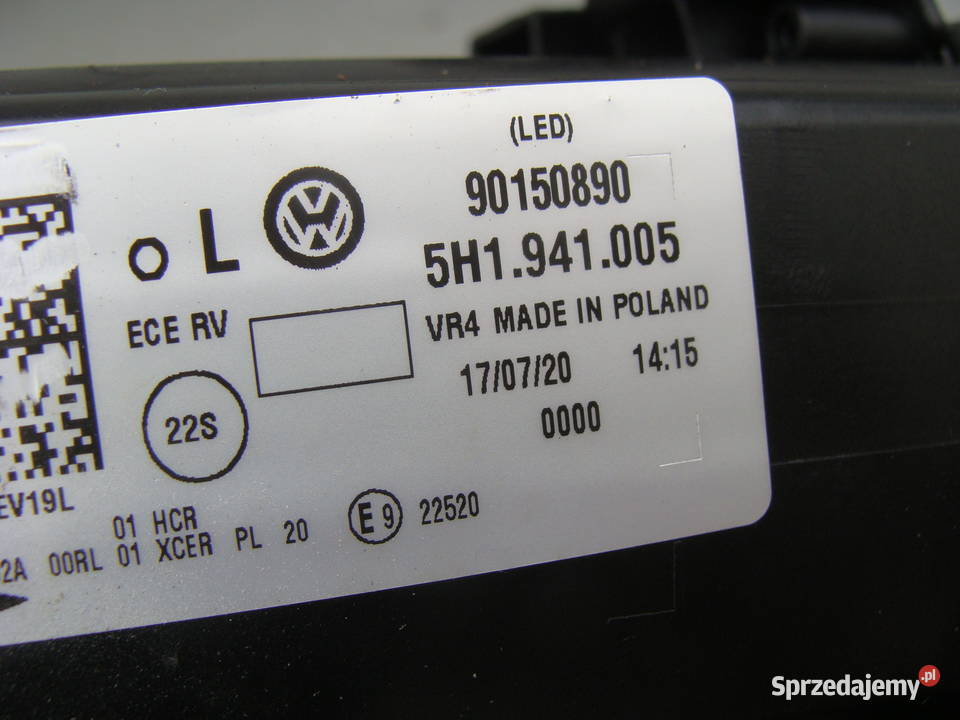 (LED)
90150890
5H1.941.005
o L
ECE RV
VR4 MADE IN POLAND
17/07/20 14:15
0000
22S
EV19L
01 HCR
2A 00RL 01 XCER PL 20 E9 22520
Sprzedajemy.pl